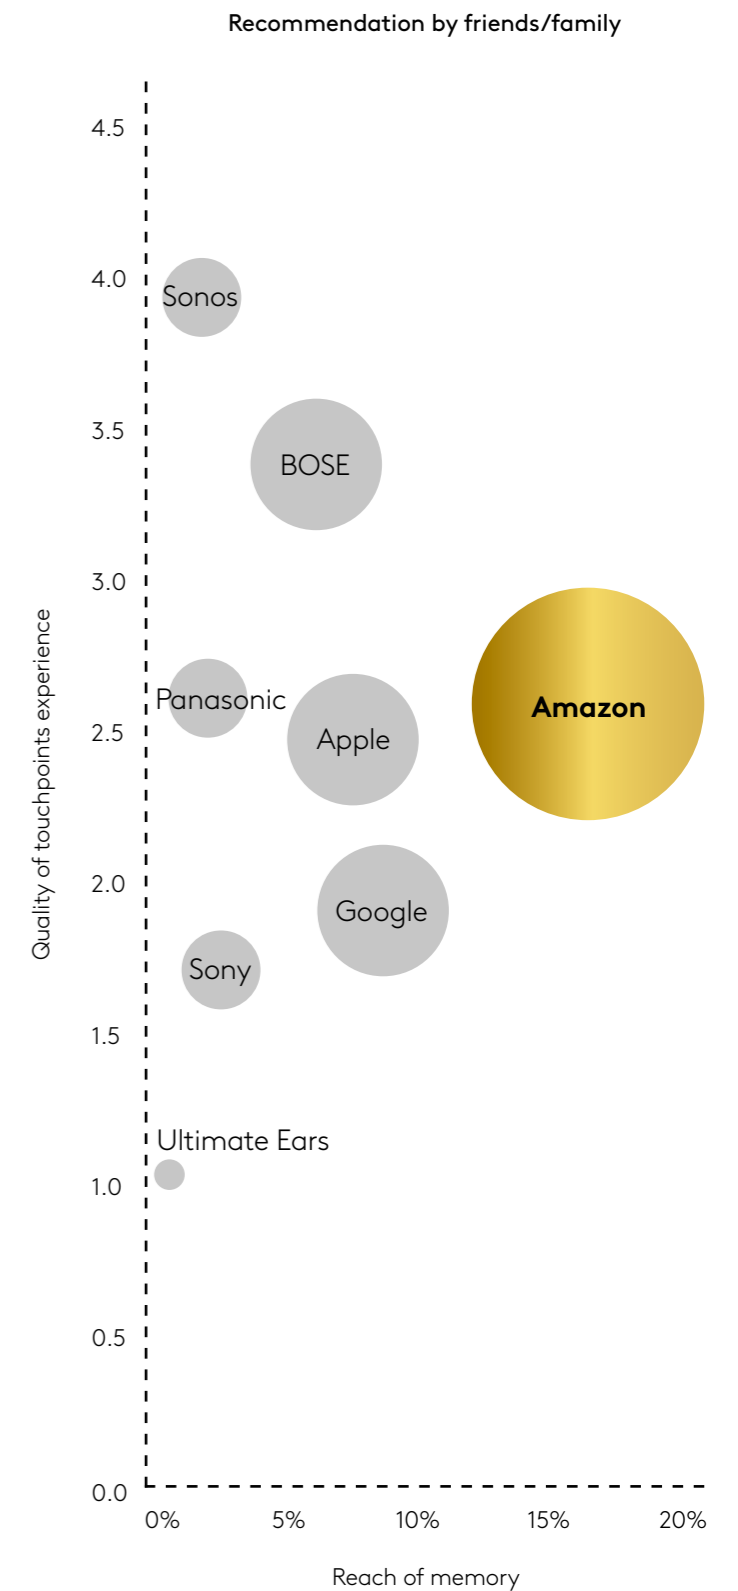 Recommendation by friends/family
4.5
4.0
Sonos
3.5
BOSE
3.0
Quality of touchpoints experience
Panasonic
Amazon
2.5
Apple
2.0
Google
Sony
1.5
Ultimate Ears
1.0
0.5
0.0
0% 5% 10% 15% 20%
Reach of memory